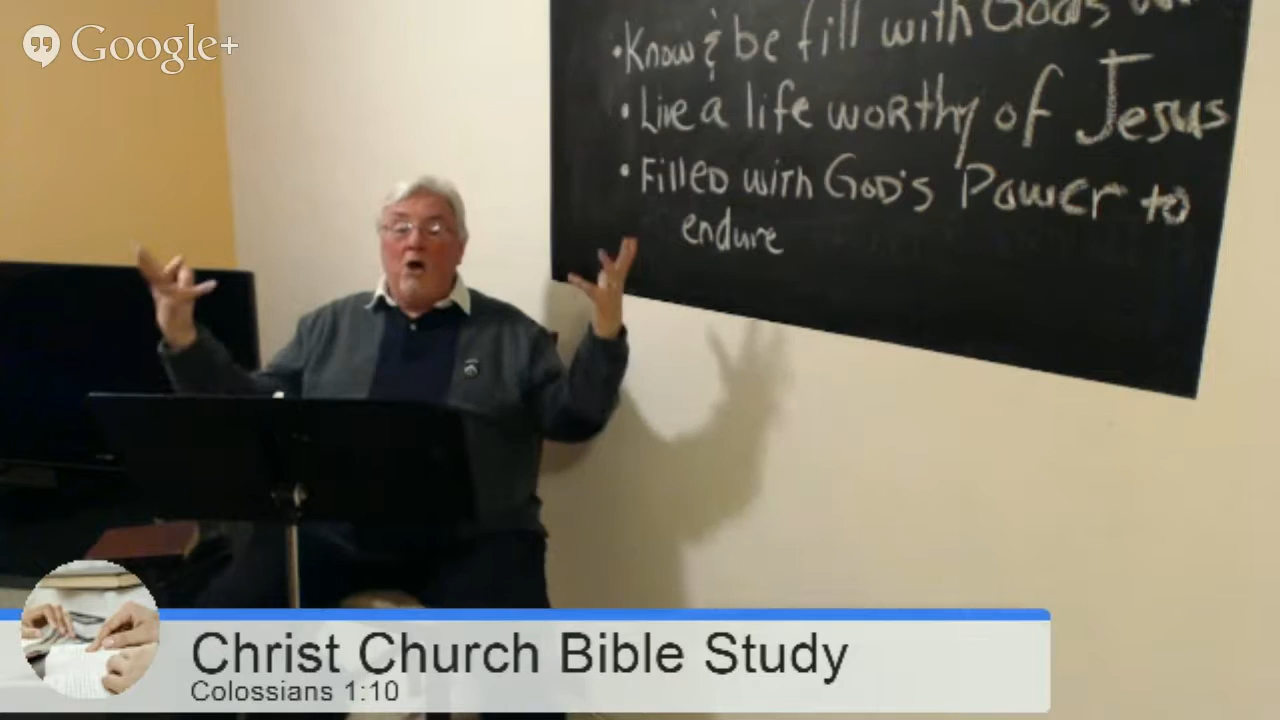 Google+
•Know & be fill with God's
•Live a life worthy of Jesus
•Filled with God's Power to
endure
Christ Church Bible Study
Colossians 1:10